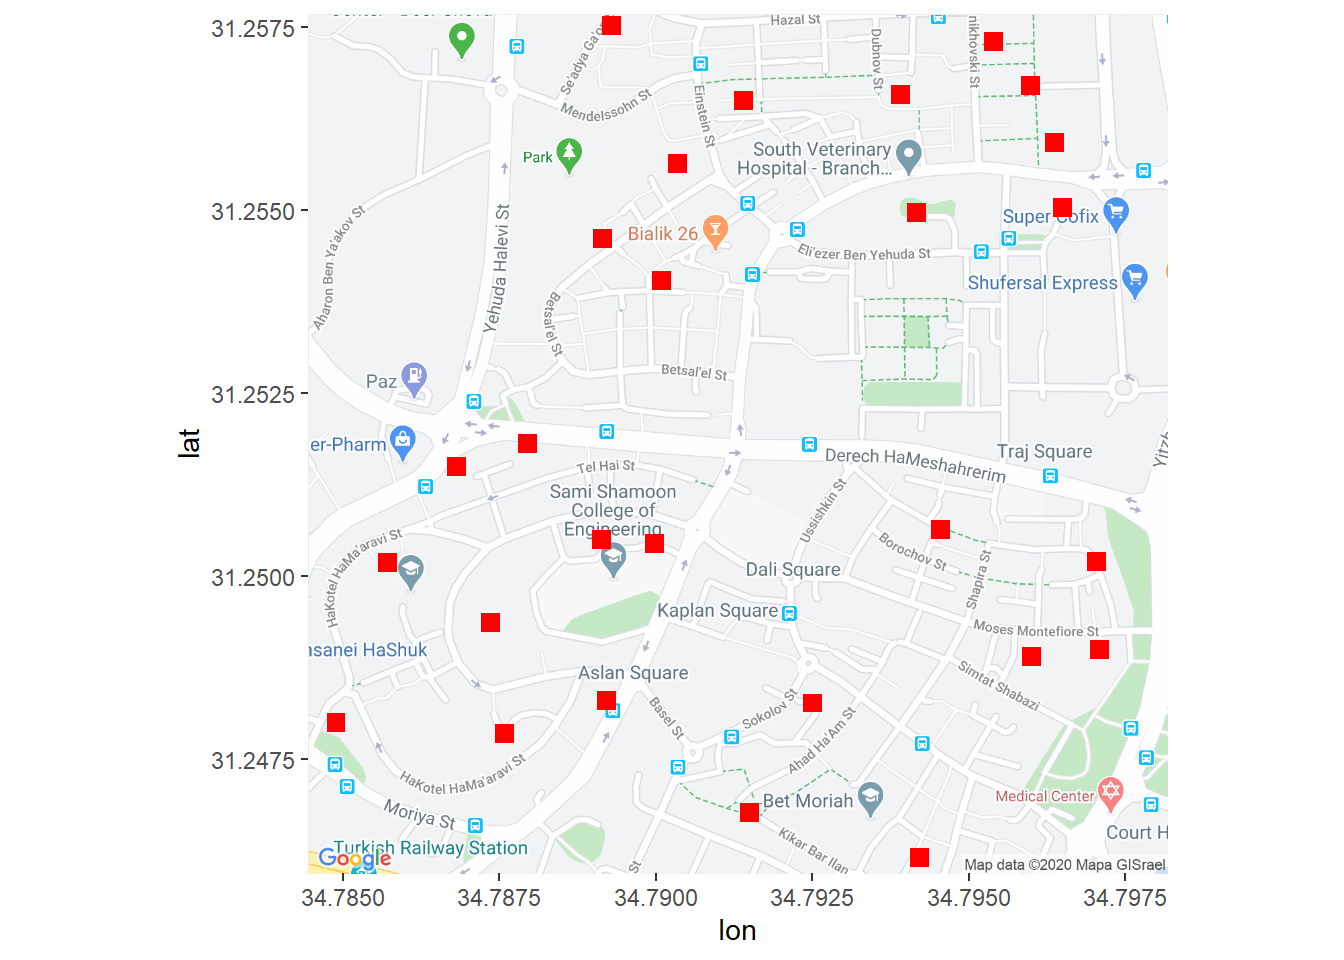 31.2575
31.2550
31.2525
31.2500
31.2475
lat
34.7850
34.7875
34.7900
34.7925
34.7950
34.7975
lon
Hazal St
Dubnov St
Se'adya Ga'on
Mendelssohn St
Einstein St
Park
South Veterinary
Hospital - Branch...
Aharon Ben Ya'akov St
Yehuda Halevi St
Bialik 26
Super Cofix
Eli'ezer Ben Yehuda St
Shufersal Express
Betsal'el St
Betsal'el St
Paz
er-Pharm
Derech HaMeshahrerim
Traj Square
Tel Hai St
Sami Shamoon
College of
Engineering
Ussishkin St
HaKotel HaMa'aravi St
Borochov St
Dali Square
Shapira St
Kaplan Square
Moses Montefiore St
asanei HaShuk
Aslan Square
Simtat Shabazi
Basel St
Sokolov St
Ahad Ha'Am St
HaKotel HaMa'aravi St
Moriya St
Bet Moriah
Medical Center
Kikar Bar Ilan
Court H
Turkish Railway Station
St
Google
Map data ©2020 Mapa GISrael